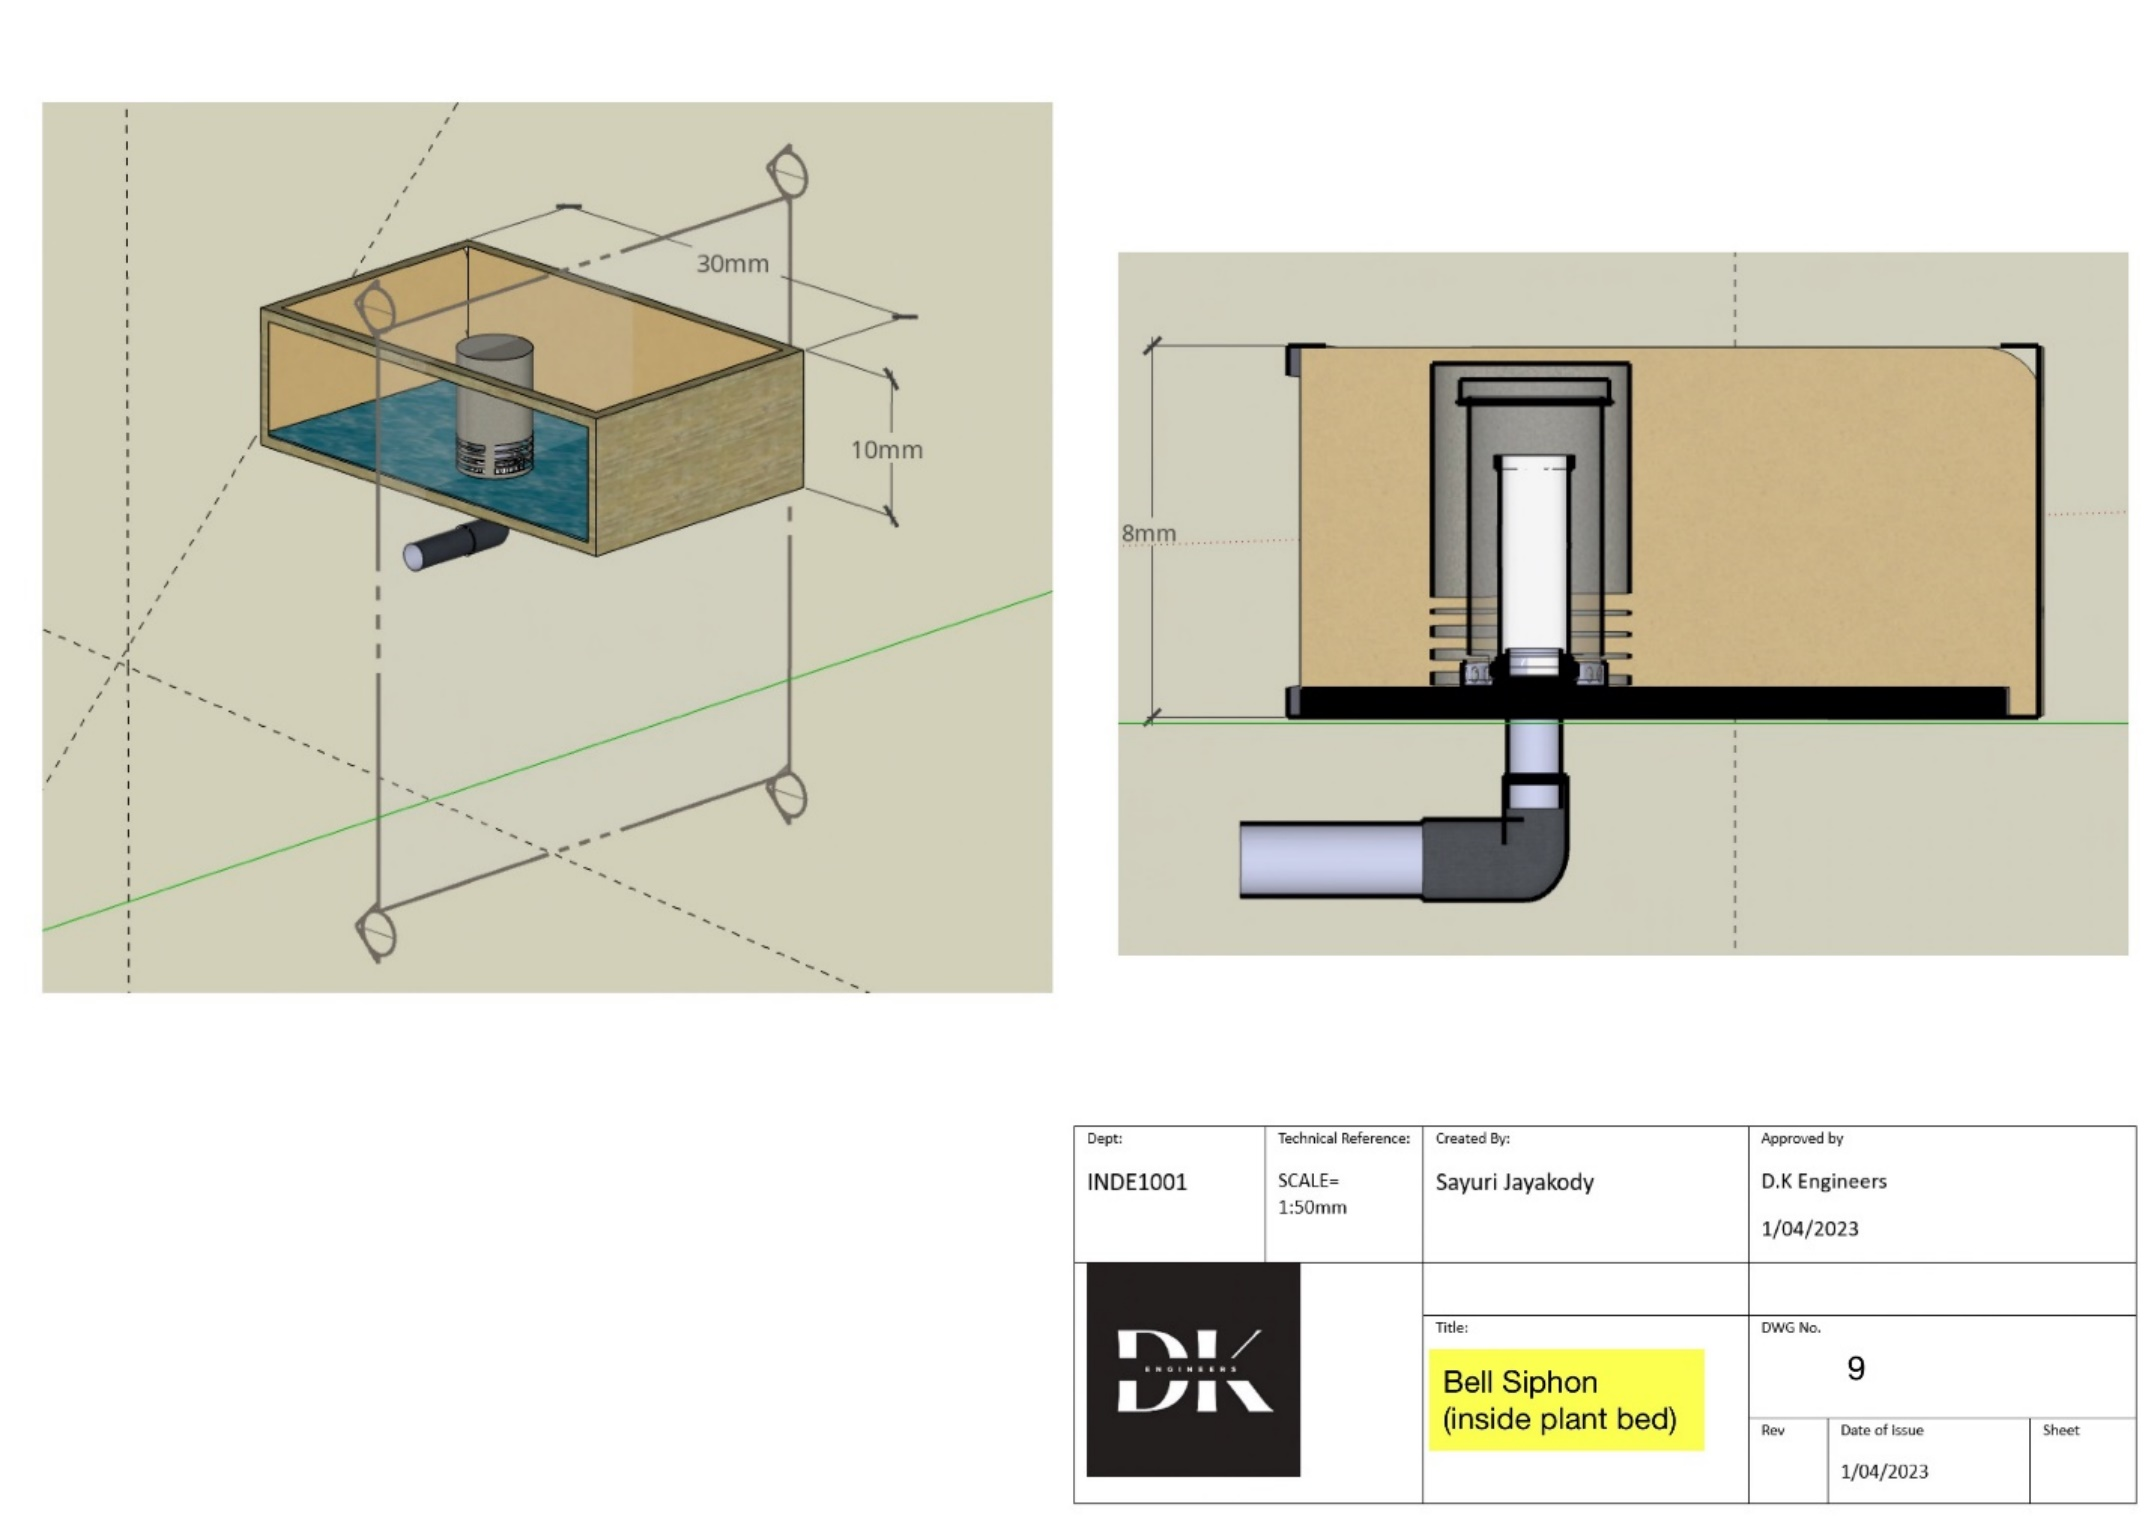 30mm
10mm
8mm
Dept:
INDE1001
Technical Reference:
SCALE=
1:50mm
Created By:
Sayuri Jayakody
Approved by
D.K Engineers
1/04/2023
DK
ENGINEERS
Title:
Bell Siphon
(inside plant bed)
DWG No.
9
Rev
Date of issue
1/04/2023
Sheet